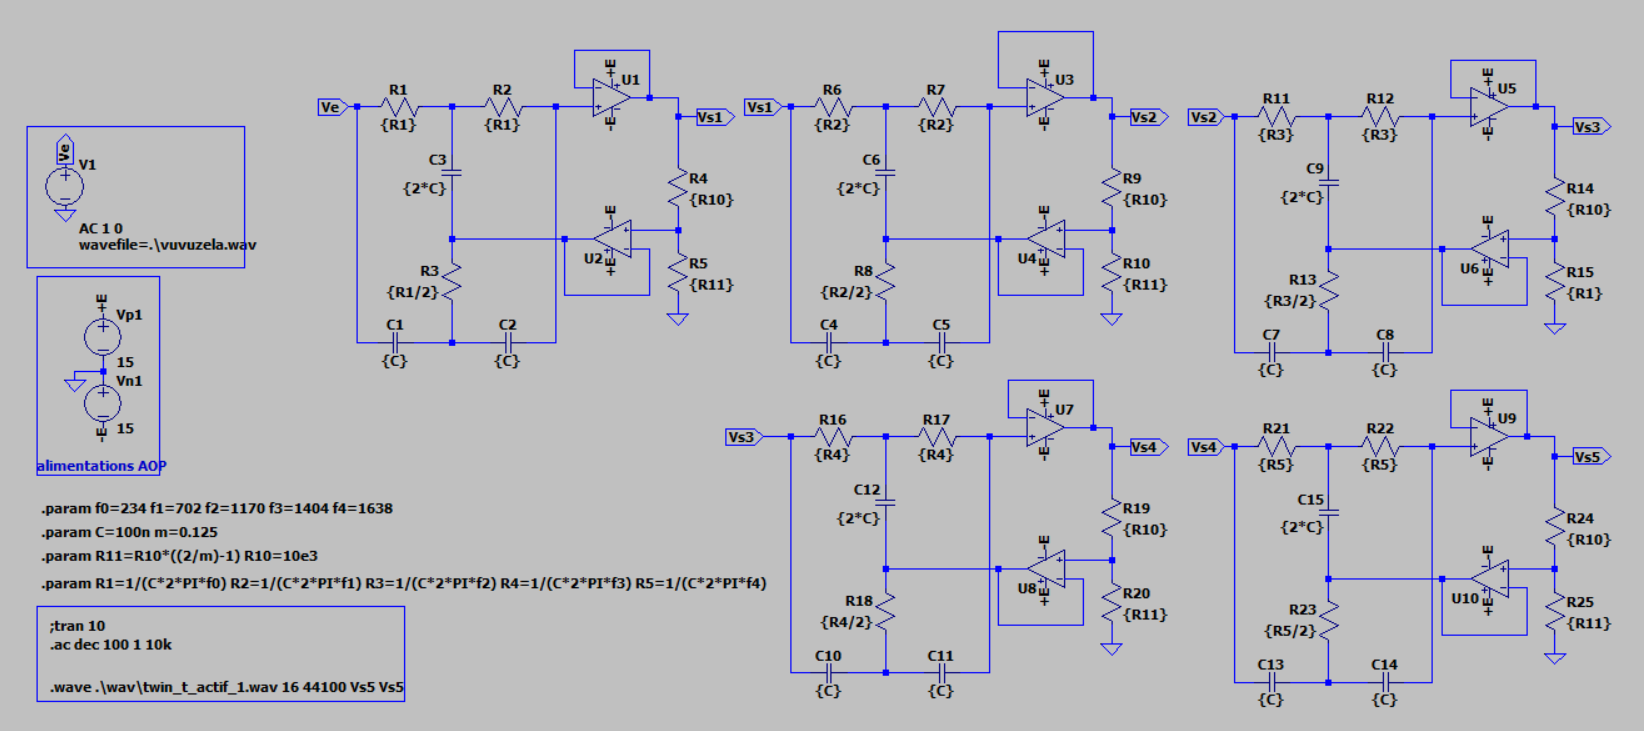 Ve
V1
AC 1 0
wavefile=.\vuvuzela.wav
+E
Vp1
15
Vn1
-E
15
alimentations AOP
.param f0=234 f1=702 f2=1170 f3=1404 f4=1638
.param C=100n m=0.125
.param R11=R10*((2/m)-1) R10=10e3
.param R1=1/(C*2*PI*f0) R2=1/(C*2*PI*f1) R3=1/(C*2*PI*f2) R4=1/(C*2*PI*f3) R5=1/(C*2*PI*f4)
;tran 10
.ac dec 100 1 10k
.wave .\wav\twin_t_actif_1.wav 16 44100 Vs5 Vs5
Ve
R1
{R1}
R2
{R1}
+E
U1
-E
Vs1
C3
{2*C}
R4
{R10}
-E
U2
+E
R3
{R1/2}
R5
{R11}
C1
{C}
C2
{C}
Vs1
R6
{R2}
R7
{R2}
+E
U3
-E
Vs2
C6
{2*C}
R9
{R10}
-E
U4
+E
R8
{R2/2}
R10
{R11}
C4
{C}
C5
{C}
Vs2
R11
{R3}
R12
{R3}
+E
U5
-E
Vs3
C9
{2*C}
R14
{R10}
-E
U6
+E
R13
{R3/2}
R15
{R1}
C7
{C}
C8
{C}
Vs3
R16
{R4}
R17
{R4}
+E
U7
-E
Vs4
C12
{2*C}
R19
{R10}
-E
U8
+E
R18
{R4/2}
R20
{R11}
C10
{C}
C11
{C}
Vs4
R21
{R5}
R22
{R5}
+E
U9
-E
Vs5
C15
{2*C}
R24
{R10}
-E
U10
+E
R23
{R5/2}
R25
{R11}
C13
{C}
C14
{C}